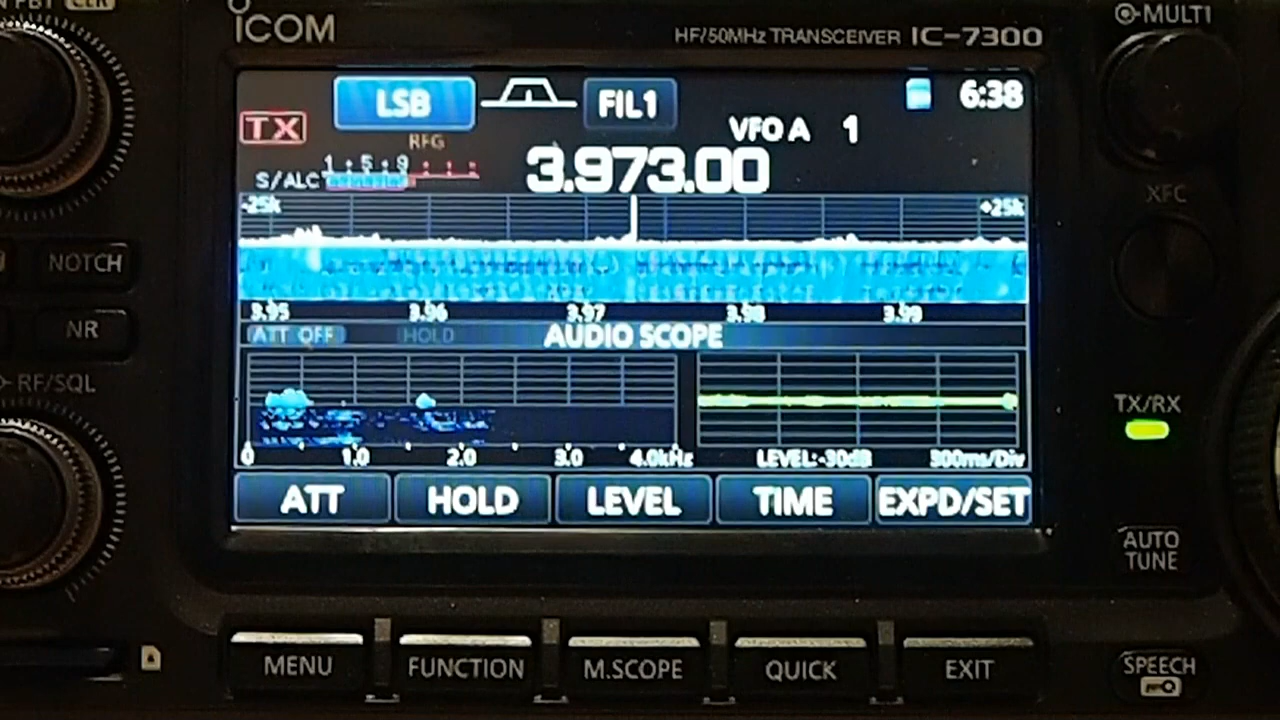 PBT CLR
ICOM HF/50MHz TRANSCEIVER IC-7300 MULTI
LSB FIL1 6:38
TX
RFG VFO A 1
1 5 9
S/ALC 3.973.00
-25k +25k
XFC
NOTCH
3.95 3.96 3.97 3.98 3.99
NR ATT OFF HOLD AUDIO SCOPE
RF/SQL
TX/RX
0 1.0 2.0 3.0 4.0kHz LEVEL:-30dB 300ms/Div
ATT HOLD LEVEL TIME EXPD/SET
AUTO
TUNE
MENU FUNCTION M.SCOPE QUICK EXIT SPEECH